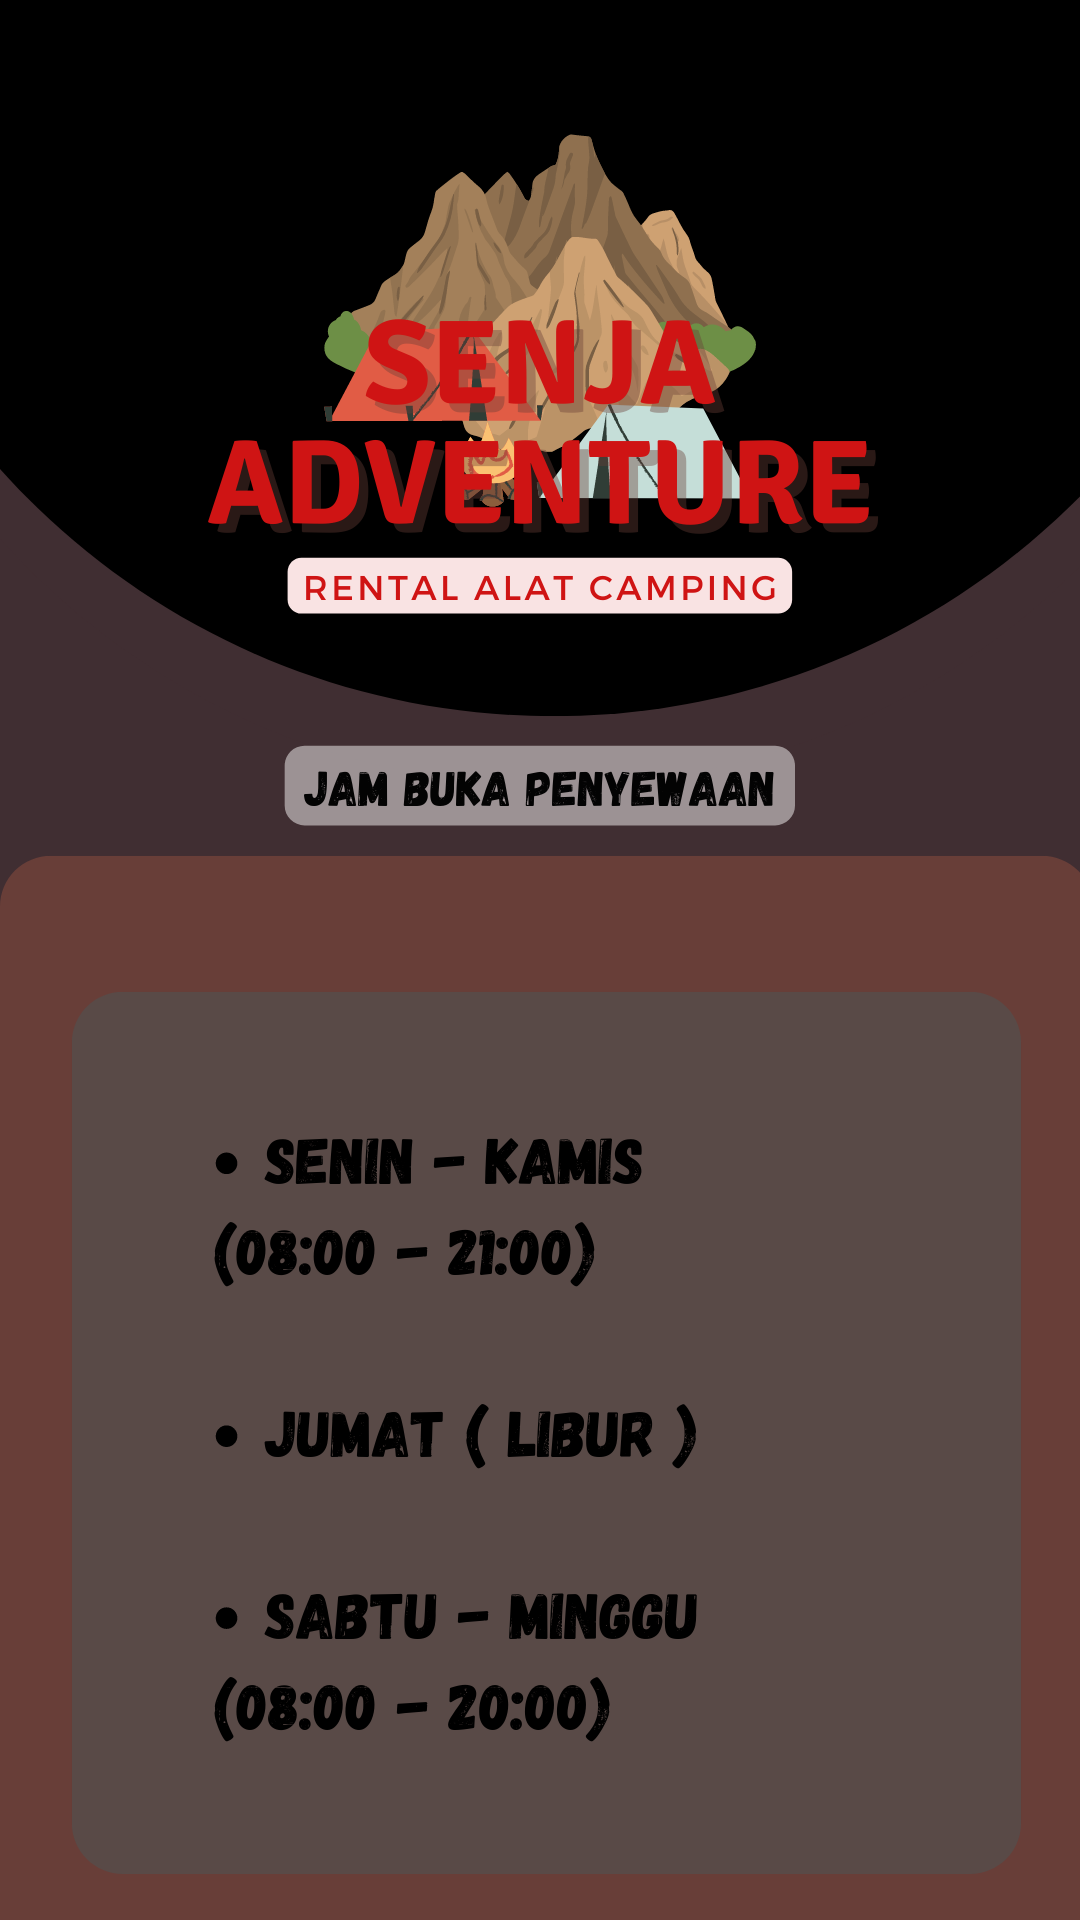 SENJA
ADVENTURE
RENTAL ALAT CAMPING
JAM BUKA PENYEWAAN
• SENIN – KAMIS
(08:00 – 21:00)
• JUMAT ( LIBUR )
• SABTU – MINGGU
(08:00 – 20:00)